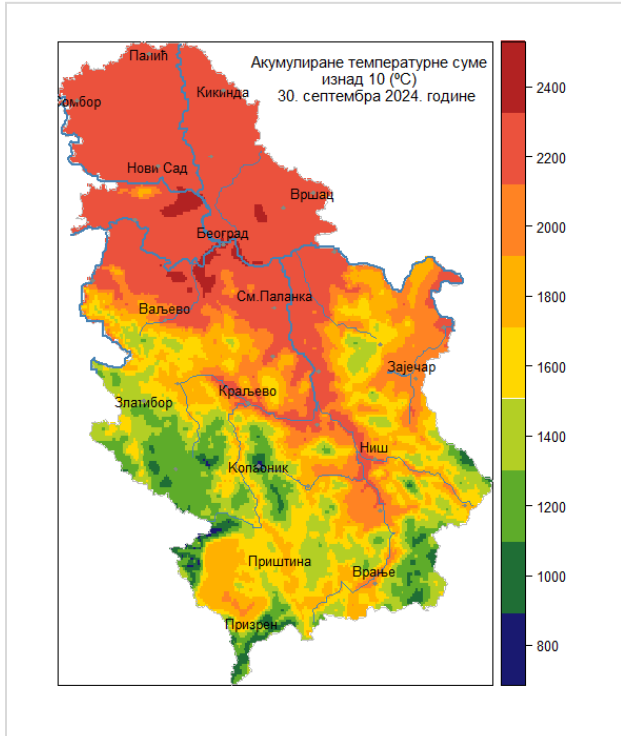 Акумулиране температурне суме
изнад 10 (ºC)
30. септембра 2024. године
Палић
Сомбор
Кикинда
Нови Сад
Вршац
Београд
См.Паланка
Ваљево
Зајечар
Краљево
Златибор
Ниш
Копаоник
Приштина
Врање
Призрен
2400
2200
2000
1800
1600
1400
1200
1000
800